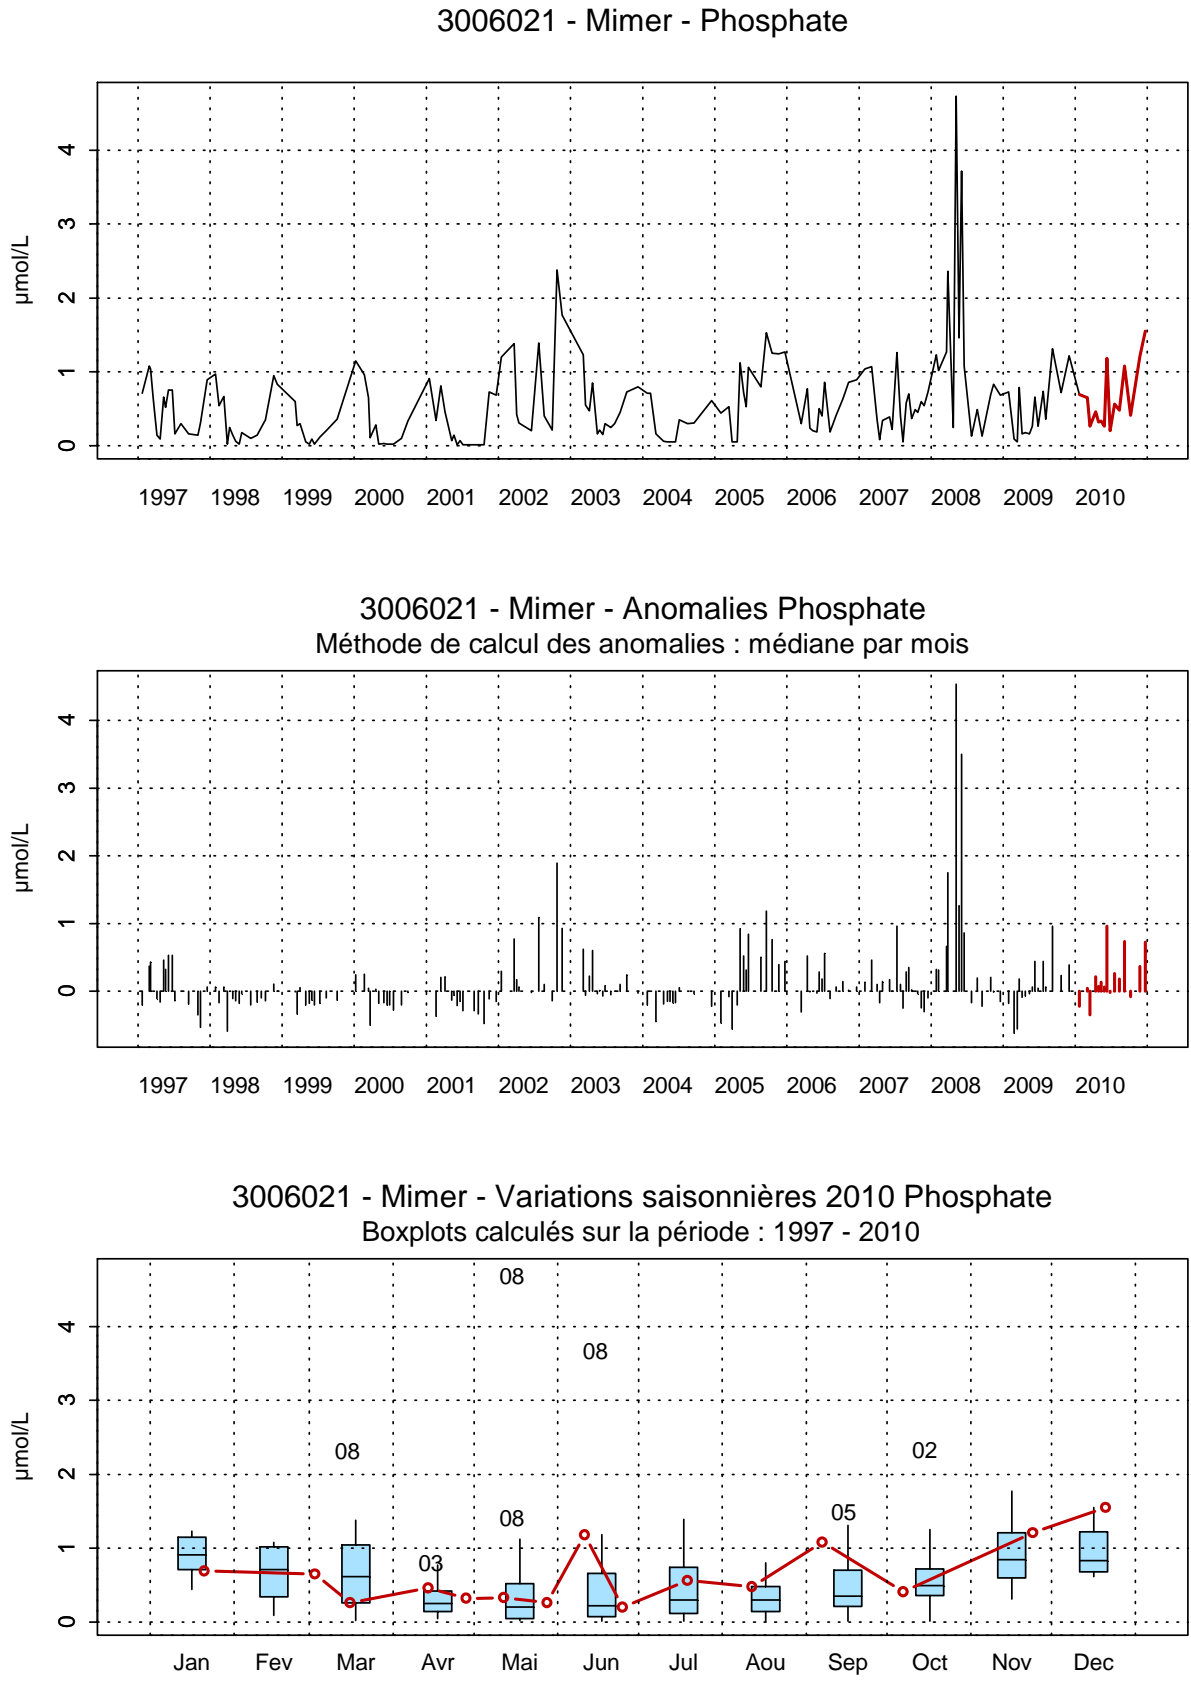 3006021 - Mimer - Phosphate
µmol/L
4
3
2
1
0
1997 1998 1999 2000 2001 2002 2003 2004 2005 2006 2007 2008 2009 2010
3006021 - Mimer - Anomalies Phosphate
Méthode de calcul des anomalies : médiane par mois
µmol/L
4
3
2
1
0
1997 1998 1999 2000 2001 2002 2003 2004 2005 2006 2007 2008 2009 2010
3006021 - Mimer - Variations saisonnières 2010 Phosphate
Boxplots calculés sur la période : 1997 - 2010
µmol/L
08
4
08
3
08
02
2
08
05
1
03
0
Jan Fev Mar Avr Mai Jun Jul Aou Sep Oct Nov Dec